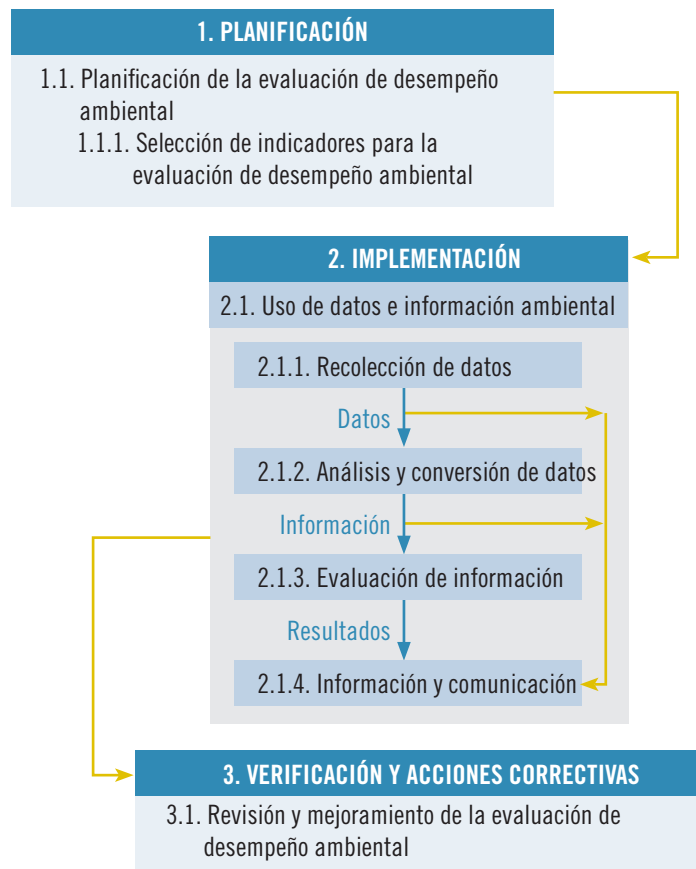 1. PLANIFICACIÓN
1.1. Planificación de la evaluación de desempeño
ambiental
1.1.1. Selección de indicadores para la
evaluación de desempeño ambiental
2. IMPLEMENTACIÓN
2.1. Uso de datos e información ambiental
2.1.1. Recolección de datos
Datos
2.1.2. Análisis y conversión de datos
Información
2.1.3. Evaluación de información
Resultados
2.1.4. Información y comunicación
3. VERIFICACIÓN Y ACCIONES CORRECTIVAS
3.1. Revisión y mejoramiento de la evaluación de
desempeño ambiental